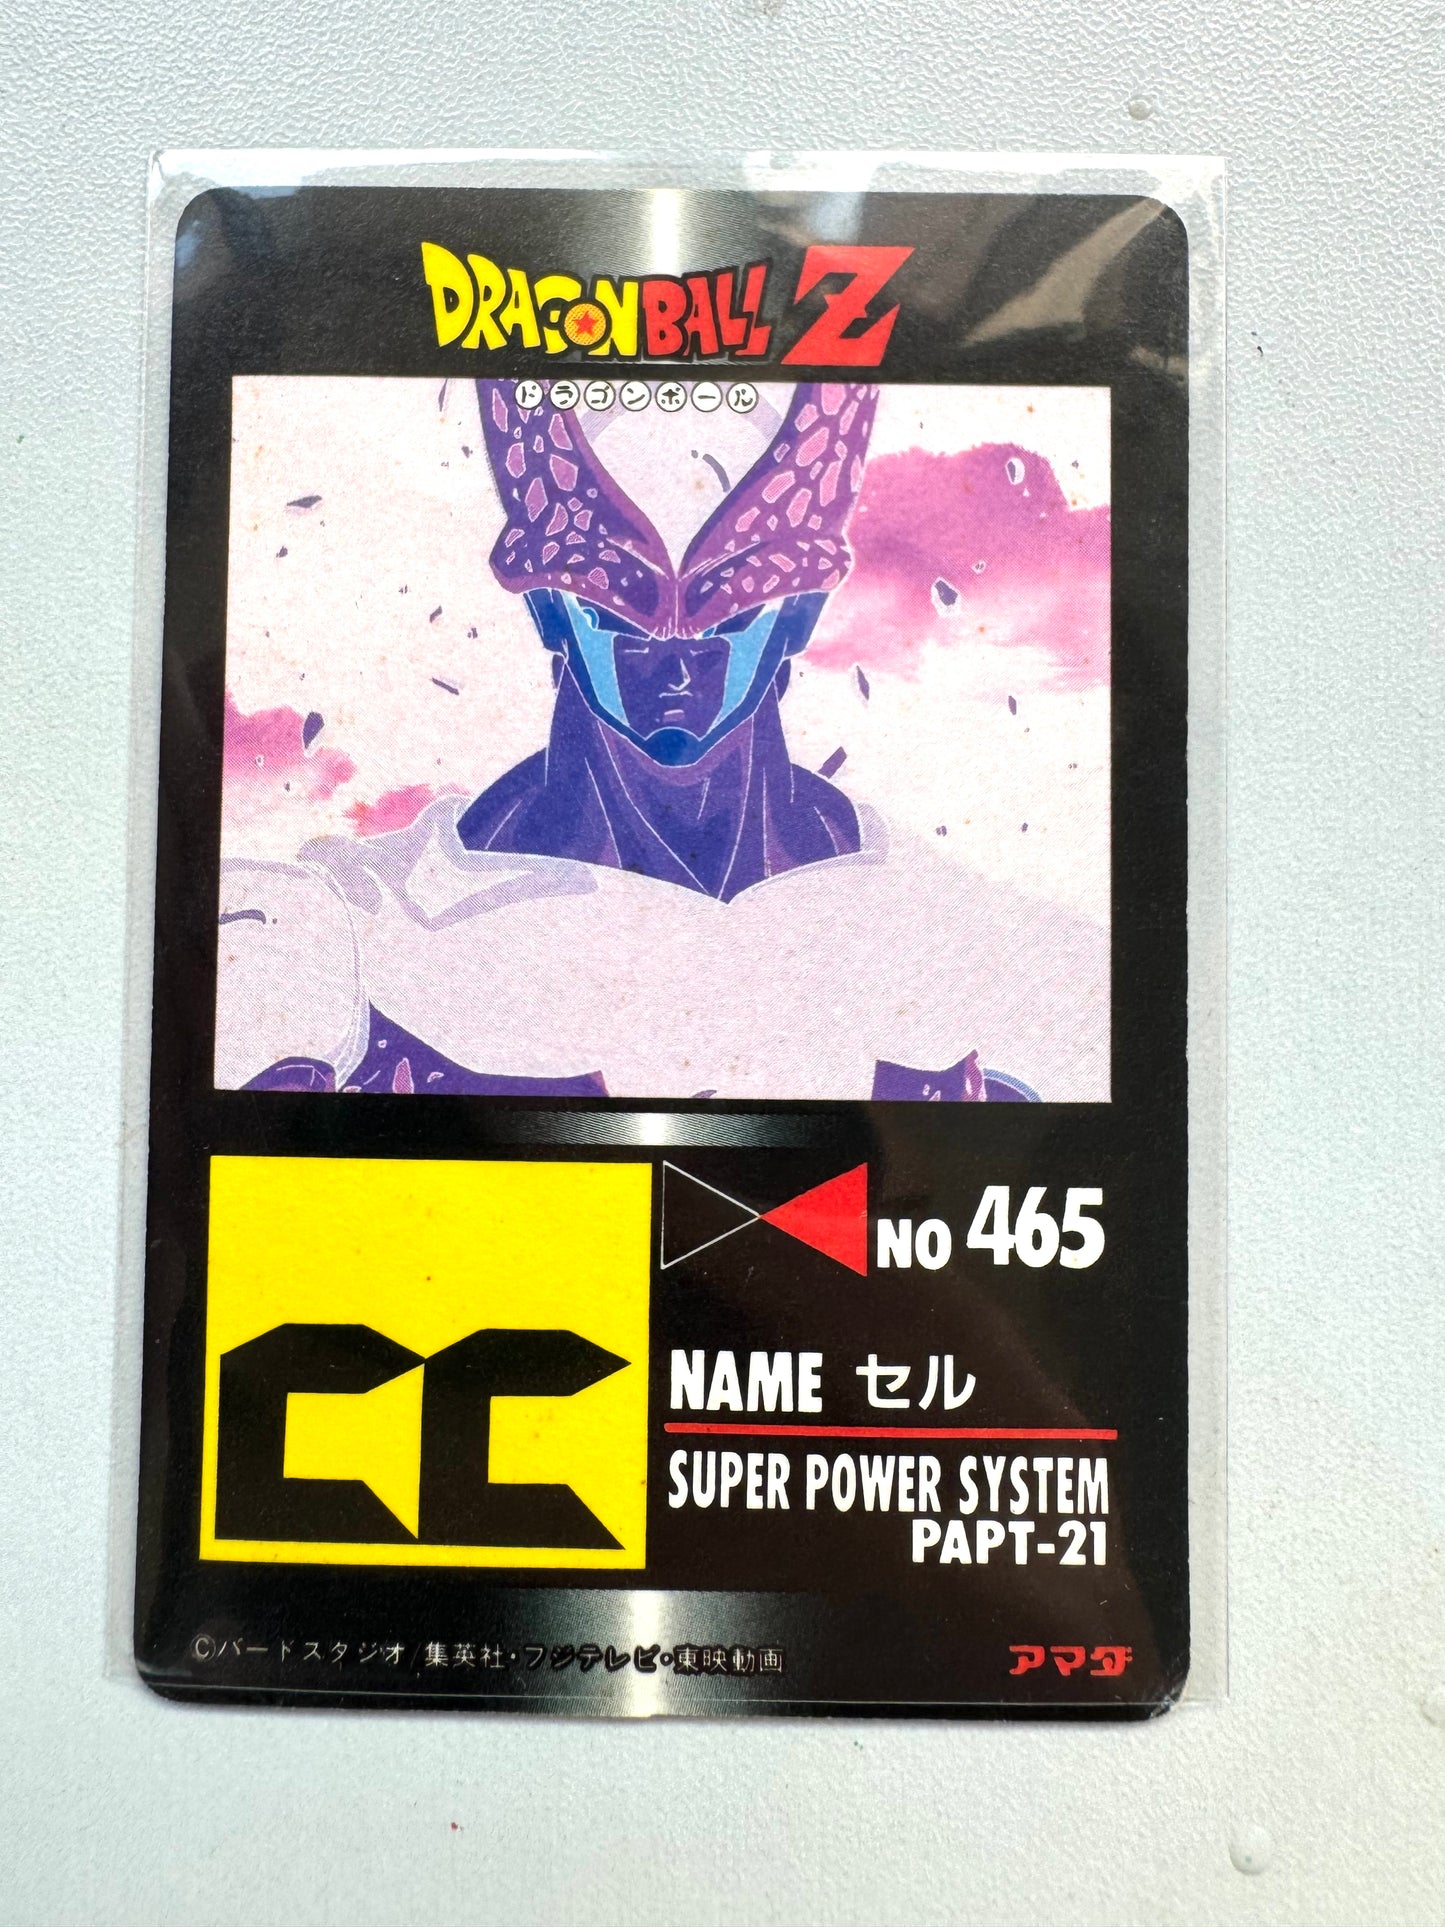 DRAGONBALL Z
ドラゴンボール
NO 465
NAME セル
SUPER POWER SYSTEM
PAPT-21
©バードスタジオ/集英社・フジテレビ・東映動画
アマダ